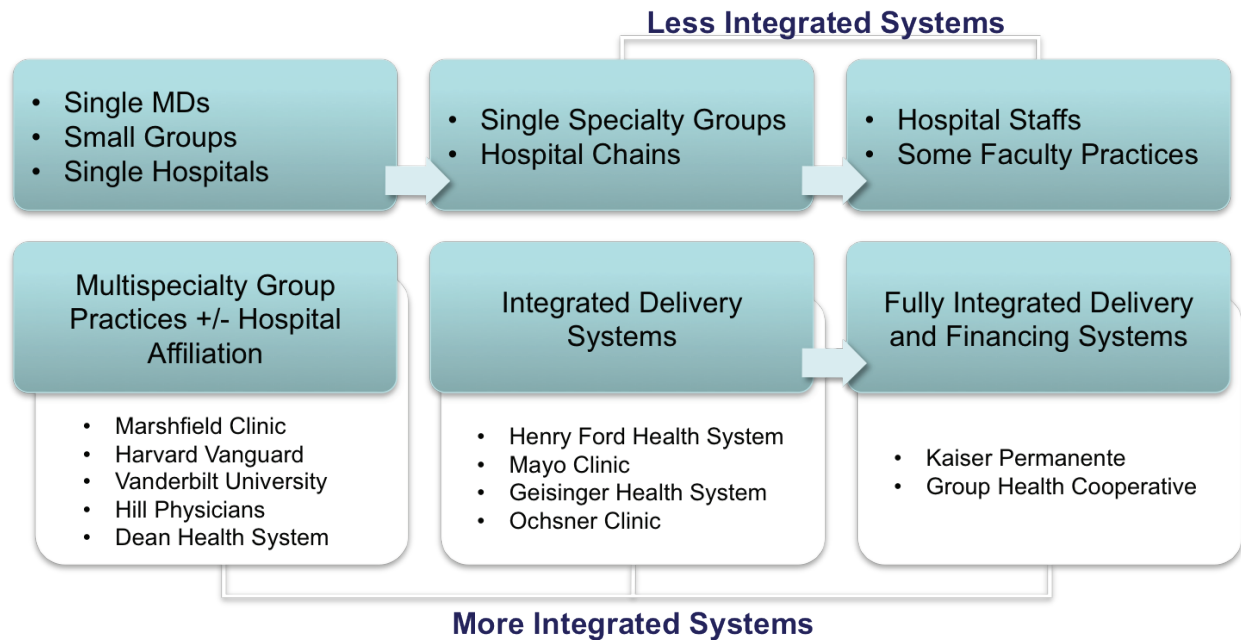 Less Integrated Systems
• Single MDs
• Small Groups
• Single Hospitals
• Single Specialty Groups
• Hospital Chains
• Hospital Staffs
• Some Faculty Practices
Multispecialty Group
Practices +/- Hospital
Affiliation
• Marshfield Clinic
• Harvard Vanguard
• Vanderbilt University
• Hill Physicians
• Dean Health System
Integrated Delivery
Systems
• Henry Ford Health System
• Mayo Clinic
• Geisinger Health System
• Ochsner Clinic
Fully Integrated Delivery
and Financing Systems
• Kaiser Permanente
• Group Health Cooperative
More Integrated Systems